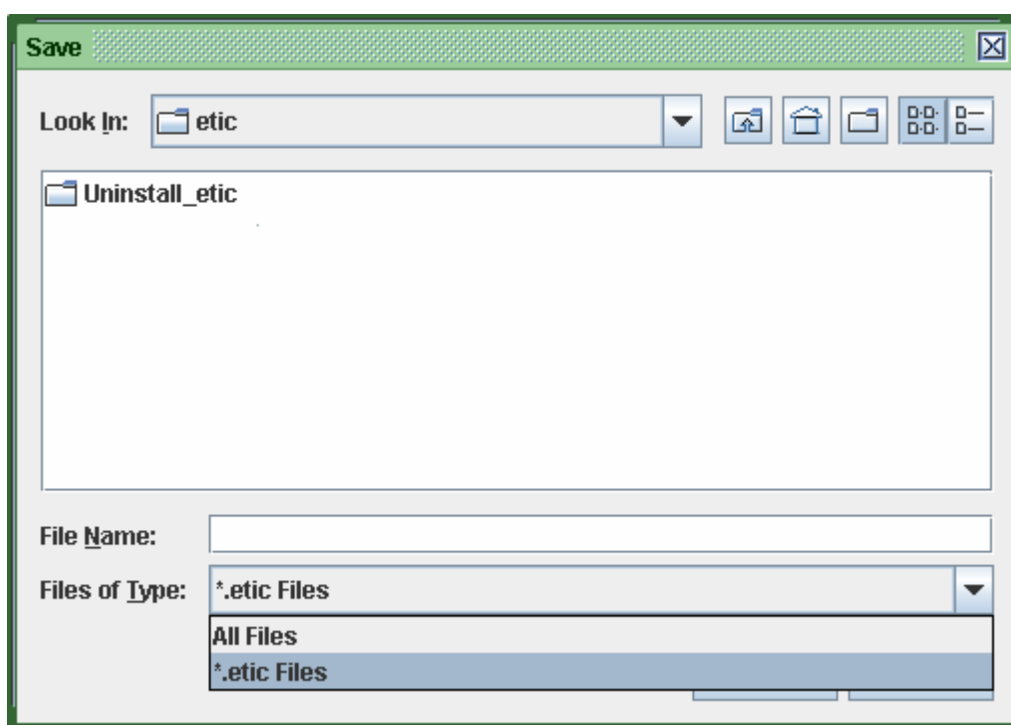 Save
Look In: etic
Uninstall_etic
File Name:
Files of Type: *.etic Files
All Files
*.etic Files